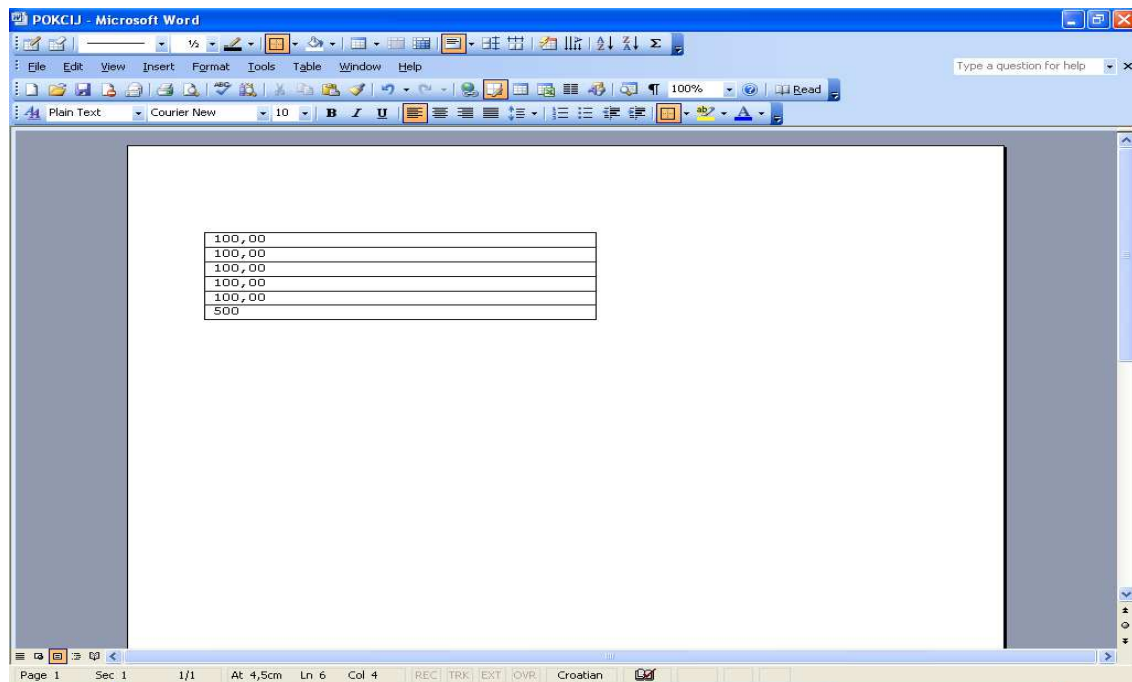 POKCIJ - Microsoft Word
½
Σ
File Edit View Insert Format Tools Table Window Help
Type a question for help
¶ 100% Read
Plain Text Courier New 10 B I U
100,00
100,00
100,00
100,00
100,00
500
Page 1 Sec 1 1/1 At 4,5cm Ln 6 Col 4 REC TRK EXT OVR Croatian